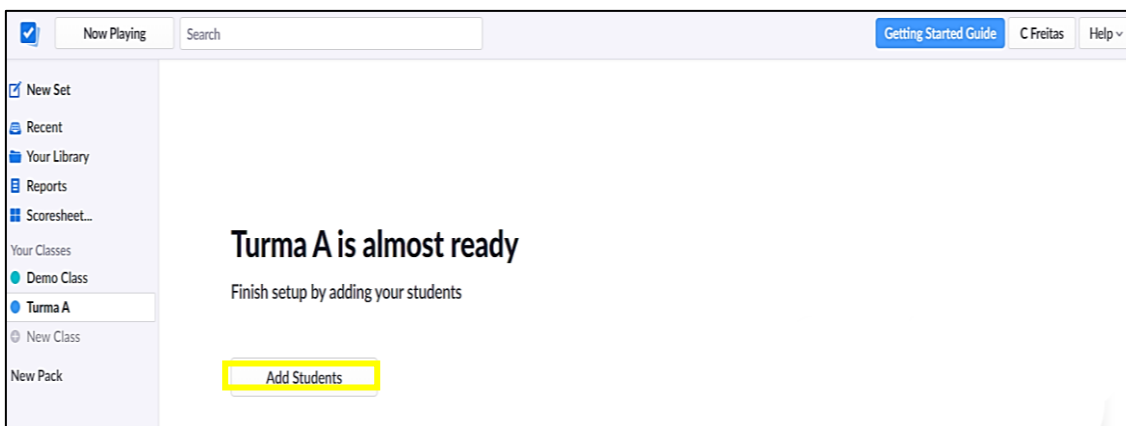 Now Playing
Search
Getting Started Guide
C Freitas
Help
New Set
Recent
Your Library
Reports
Scoresheet...
Your Classes
Demo Class
Turma A
New Class
New Pack
Turma A is almost ready
Finish setup by adding your students
Add Students